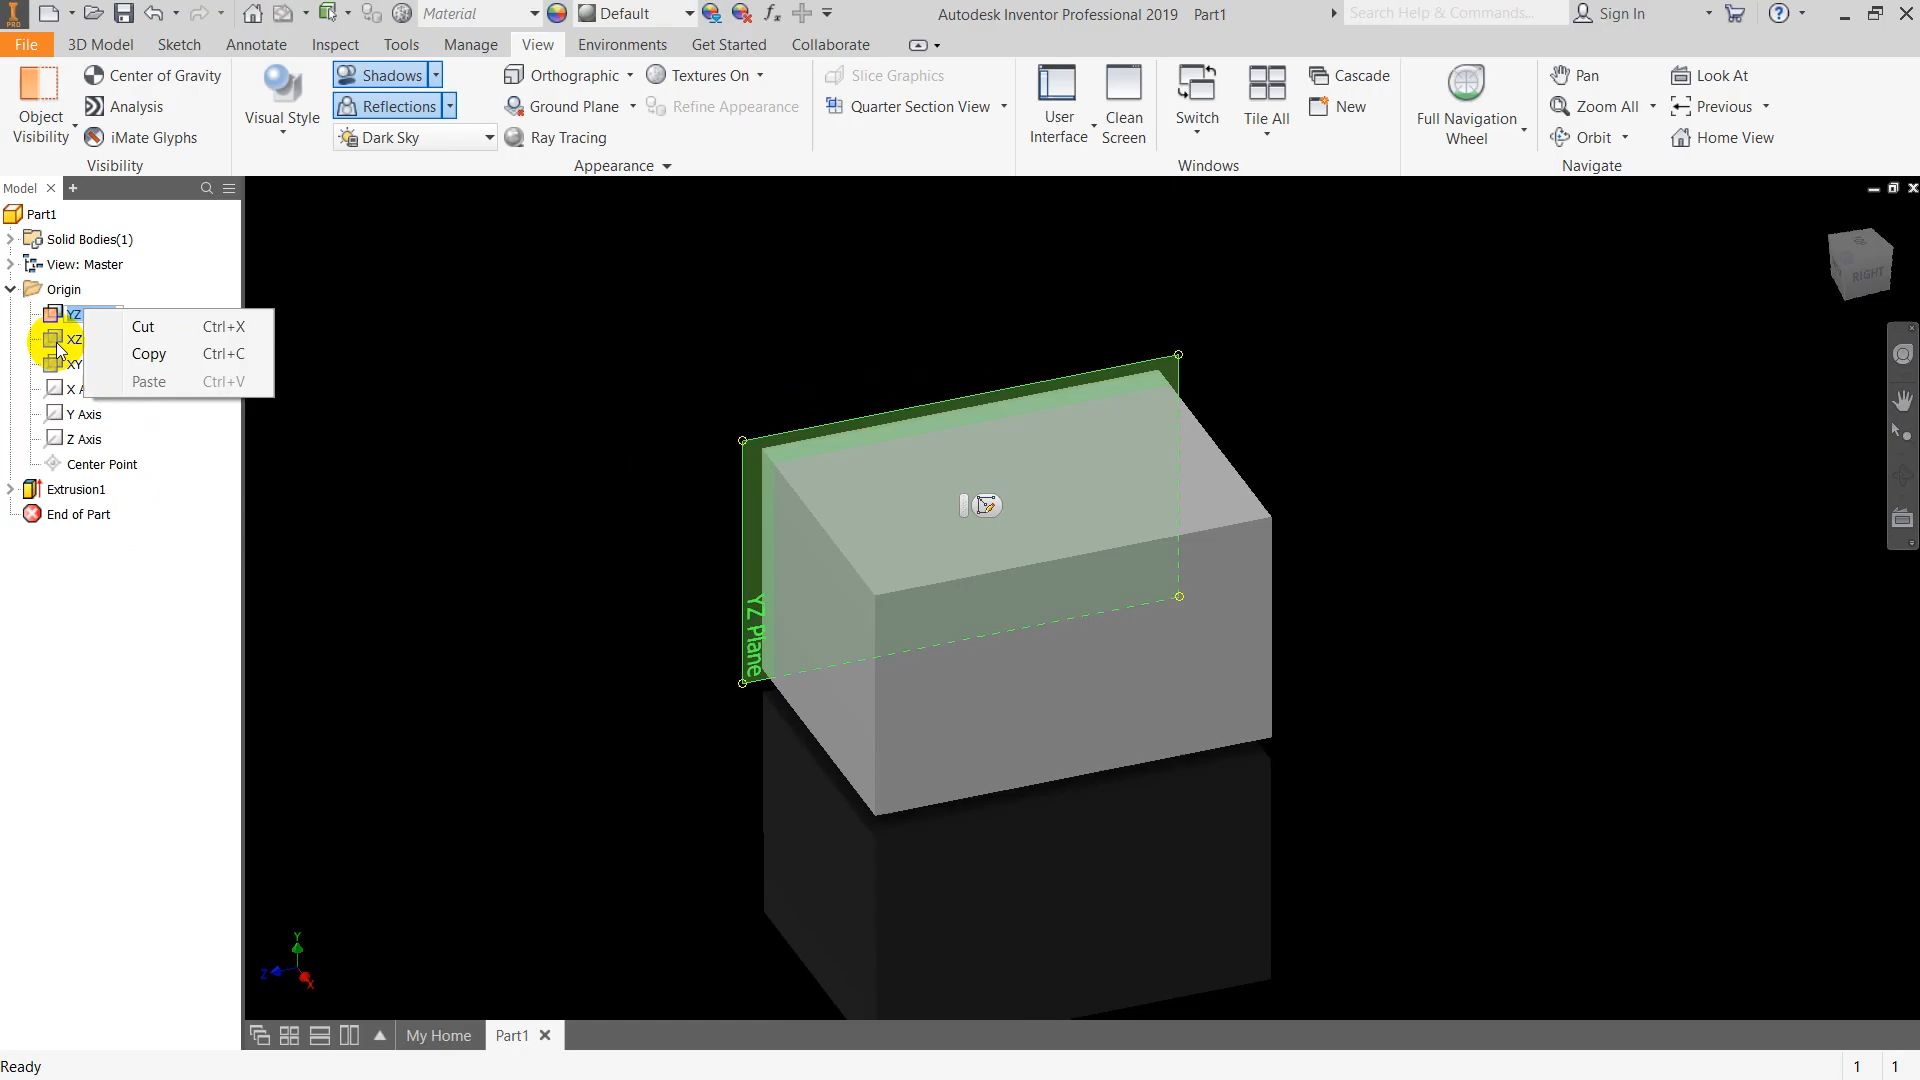 PRO
Material
Default
Autodesk Inventor Professional 2019 Part1
Search Help & Commands...
Sign In
File 3D Model Sketch Annotate Inspect Tools Manage View Environments Get Started Collaborate
Object Visibility
Center of Gravity
Analysis
iMate Glyphs
Visibility
Visual Style
Shadows
Reflections
Dark Sky
Orthographic
Ground Plane
Ray Tracing
Textures On
Refine Appearance
Appearance
Slice Graphics
Quarter Section View
User Interface
Clean Screen
Switch
Tile All
Cascade
New
Windows
Full Navigation Wheel
Pan
Zoom All
Orbit
Look At
Previous
Home View
Navigate
Model
Part1
Solid Bodies(1)
View: Master
Origin
YZ
XZ
XY
X A
Y Axis
Z Axis
Center Point
Extrusion1
End of Part
Cut Ctrl+X
Copy Ctrl+C
Paste Ctrl+V
YZ Plane
RIGHT
Y
Z
X
My Home
Part1
Ready
1 1